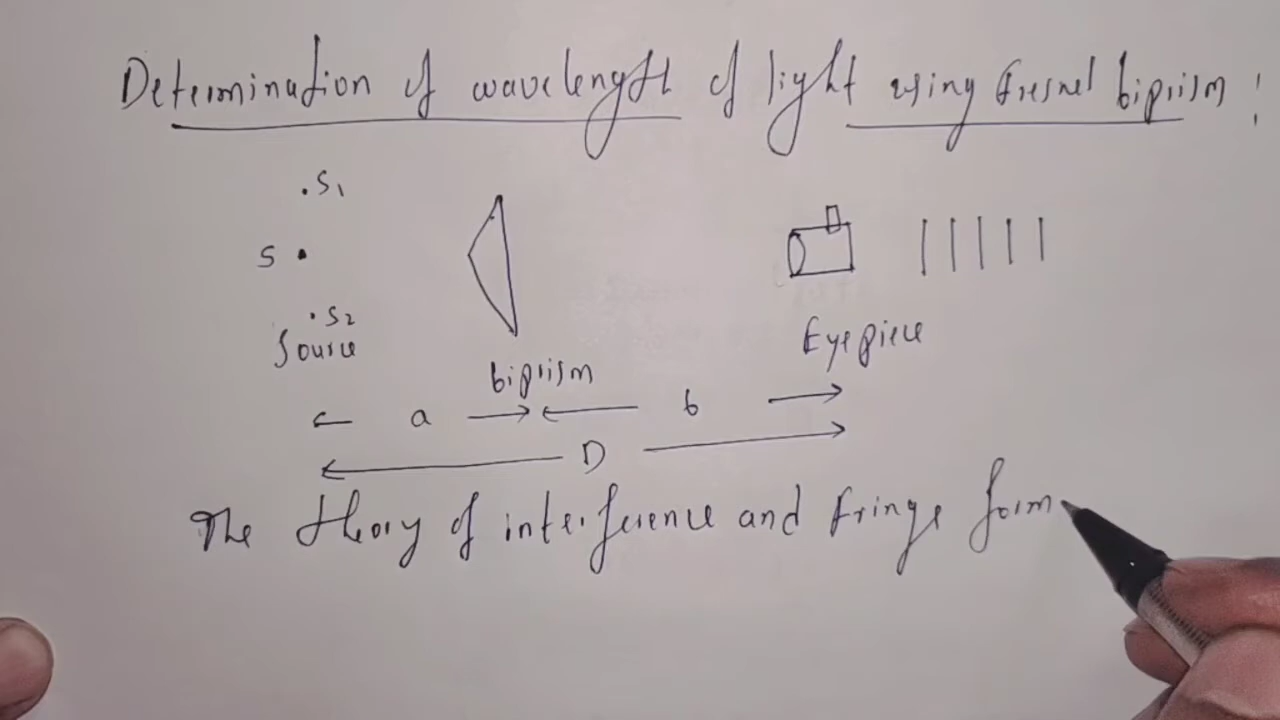 Determination of wavelength of light using Fresnel biprism :
. S1
S .
. S2
Source
Eyepiece
biprism
a
b
D
The theory of interference and fringe form